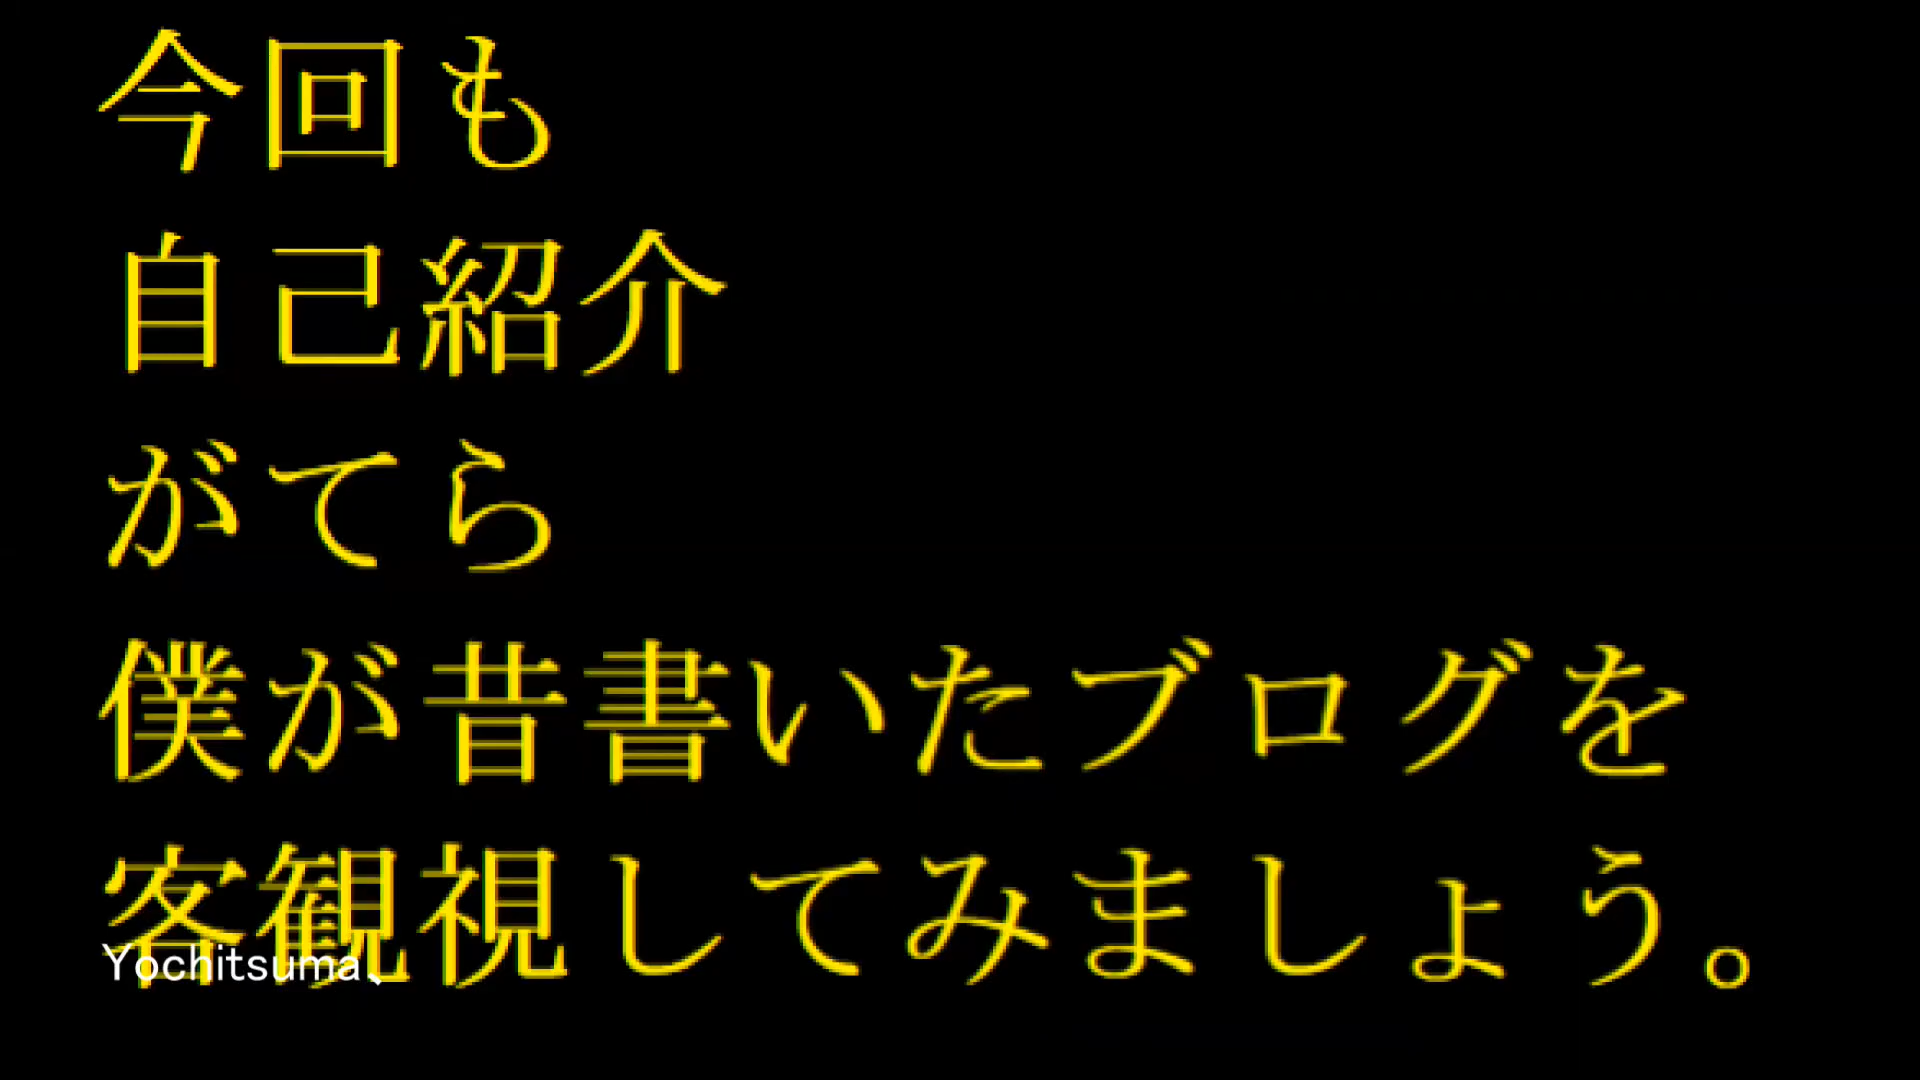 今回も
自己紹介
がてら
僕が昔書いたブログを
客観視してみましょう。
Yochitsuma、